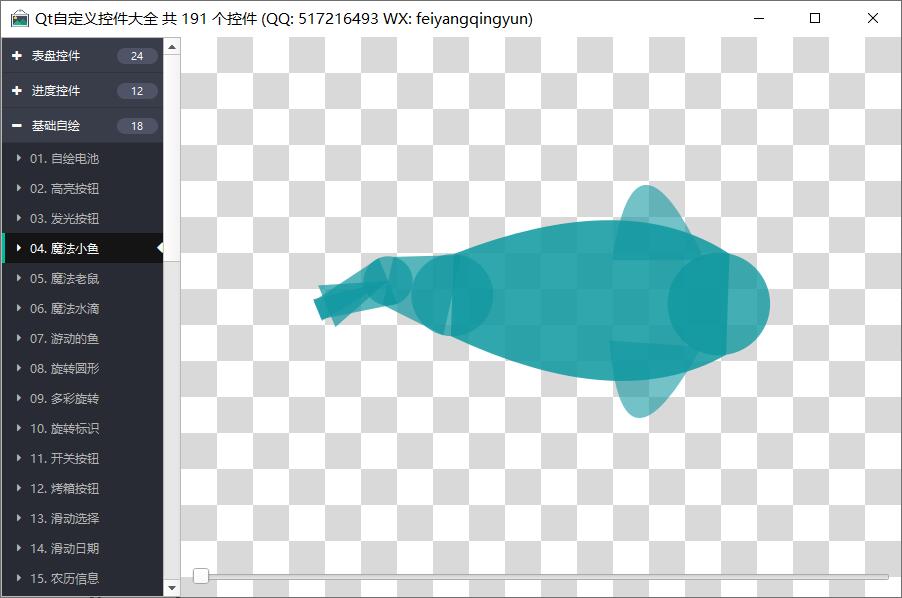 Qt自定义控件大全 共 191 个控件 (QQ: 517216493 WX: feiyangqingyun)
表盘控件 24
进度控件 12
基础自绘 18
01. 自绘电池
02. 高亮按钮
03. 发光按钮
04. 魔法小鱼
05. 魔法老鼠
06. 魔法水滴
07. 游动的鱼
08. 旋转圆形
09. 多彩旋转
10. 旋转标识
11. 开关按钮
12. 烤箱按钮
13. 滑动选择
14. 滑动日期
15. 农历信息